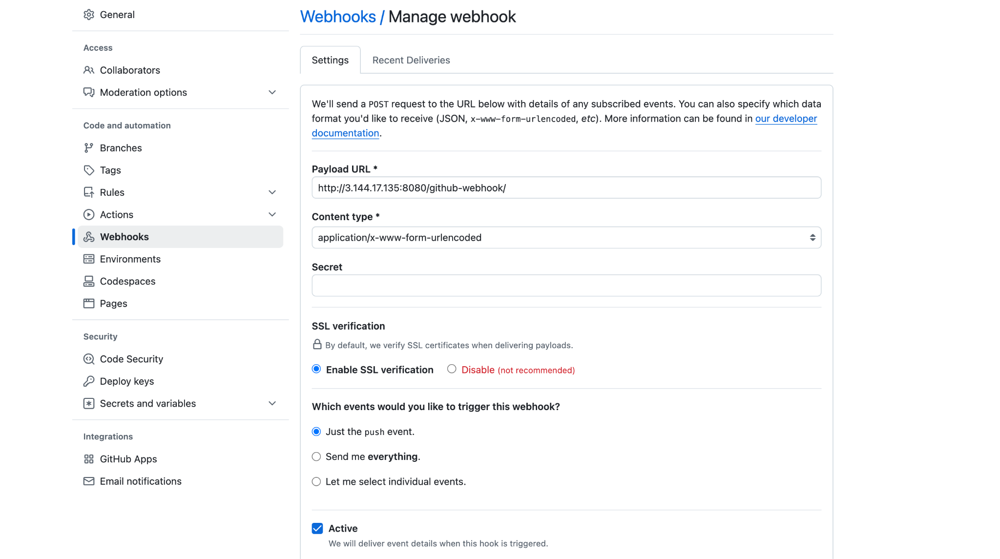 General
Access
Collaborators
Moderation options
Code and automation
Branches
Tags
Rules
Actions
Webhooks
Environments
Codespaces
Pages
Security
Code Security
Deploy keys
Secrets and variables
Integrations
GitHub Apps
Email notifications
Webhooks / Manage webhook
Settings
Recent Deliveries
We'll send a POST request to the URL below with details of any subscribed events. You can also specify which data
format you'd like to receive (JSON, x-www-form-urlencoded, etc). More information can be found in our developer
documentation.
Payload URL *
http://3.144.17.135:8080/github-webhook/
Content type *
application/x-www-form-urlencoded
Secret
SSL verification
By default, we verify SSL certificates when delivering payloads.
Enable SSL verification
Disable (not recommended)
Which events would you like to trigger this webhook?
Just the push event.
Send me everything.
Let me select individual events.
Active
We will deliver event details when this hook is triggered.